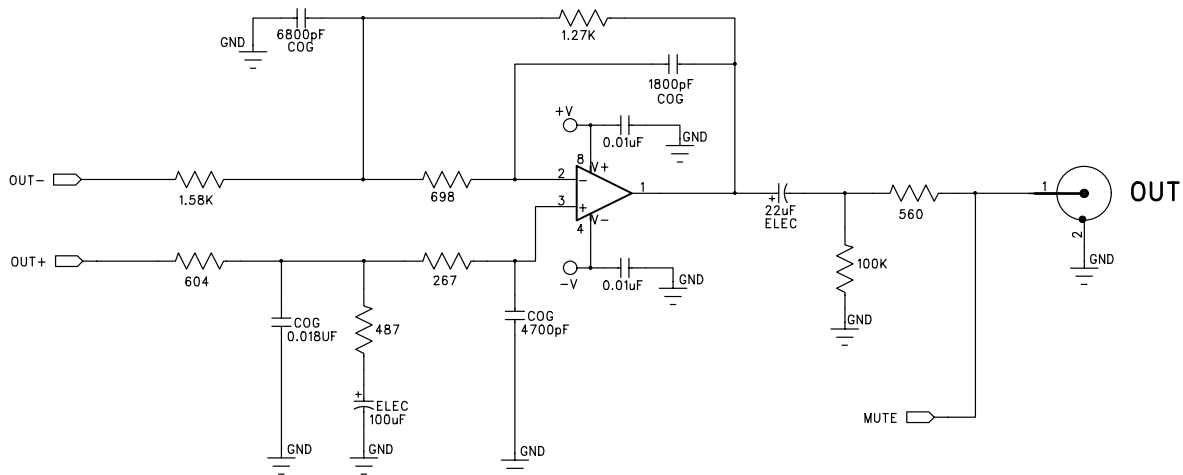 6800pF
COG
GND
1.27K
1800pF
COG
+V
0.01uF
GND
8
V+
OUT-
1.58K
698
2
-
3
+
1
4
V-
OUT+
604
267
-V
0.01uF
GND
+
22uF
ELEC
560
1
OUT
2
GND
100K
GND
COG
0.018UF
487
COG
4700pF
+
ELEC
100uF
GND
GND
GND
MUTE